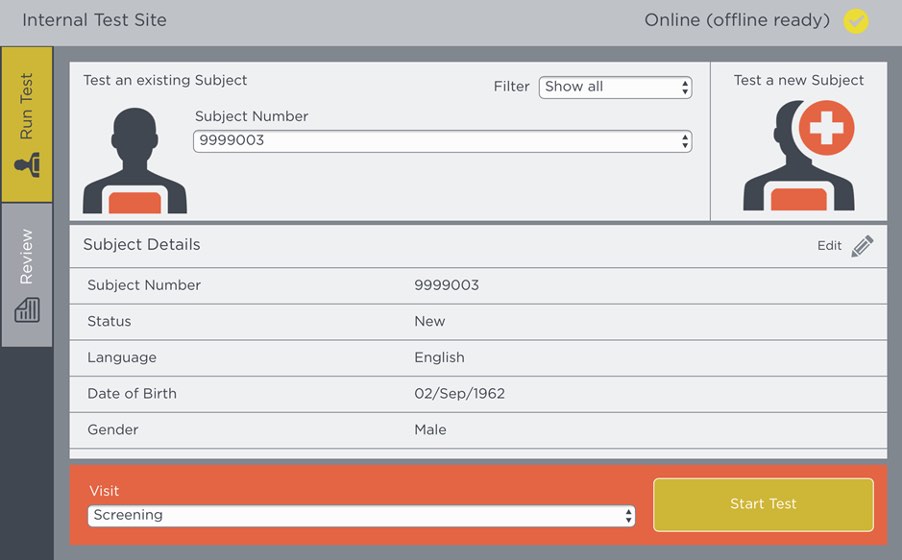 Internal Test Site
Online (offline ready)
Run Test
Review
Test an existing Subject
Filter
Show all
Subject Number
9999003
Test a new Subject
Subject Details
Edit
Subject Number 9999003
Status New
Language English
Date of Birth 02/Sep/1962
Gender Male
Visit
Screening
Start Test